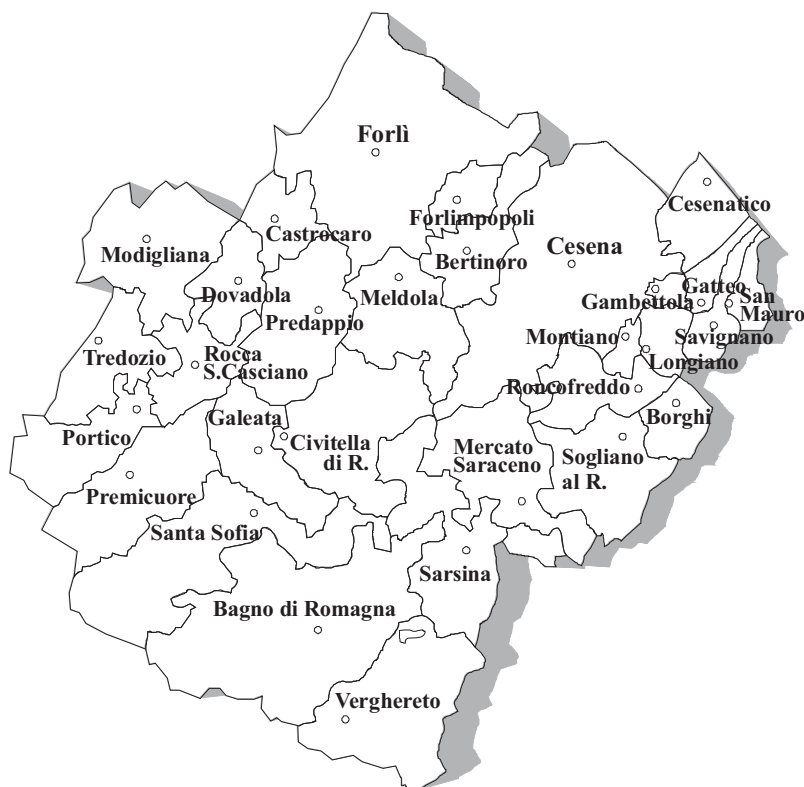 Forlì
Cesenatico
Forlimpopoli
Castrocaro
Modigliana
Cesena
Bertinoro
Gatteo
Dovadola
Meldola
Gambettola
San
Mauro
Predappio
Montiano
Savignano
Tredozio
Rocca
S.Casciano
Longiano
Roncofreddo
Galeata
Borghi
Portico
Civitella
di R.
Mercato
Saraceno
Sogliano
al R.
Premicuore
Santa Sofia
Sarsina
Bagno di Romagna
Verghereto